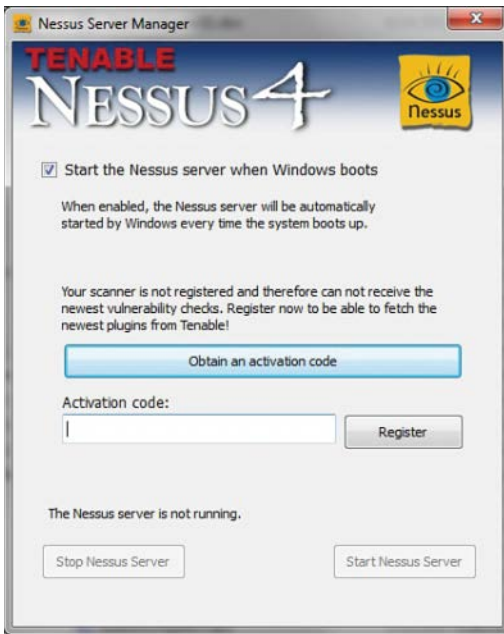 Nessus Server Manager
TENABLE
NESSUS 4
Nessus
Start the Nessus server when Windows boots
When enabled, the Nessus server will be automatically
started by Windows every time the system boots up.
Your scanner is not registered and therefore can not receive the
newest vulnerability checks. Register now to be able to fetch the
newest plugins from Tenable!
Obtain an activation code
Activation code:
Register
The Nessus server is not running.
Stop Nessus Server
Start Nessus Server